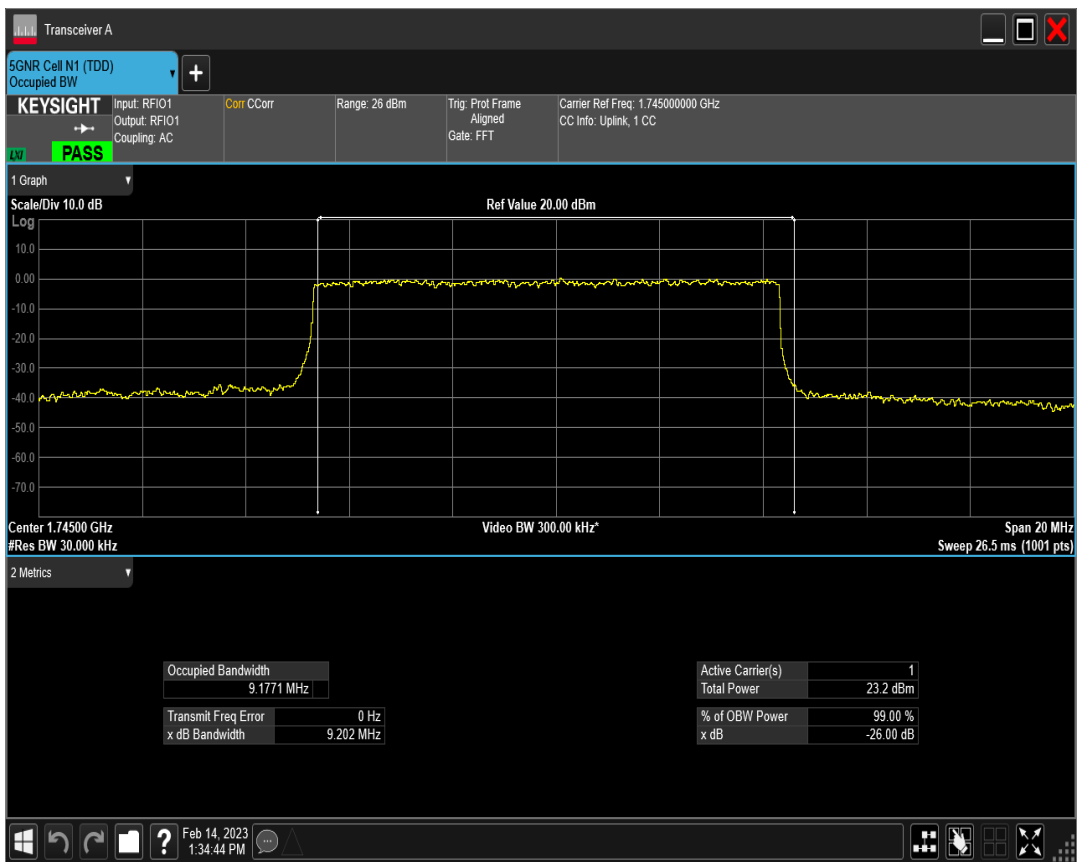 Transceiver A
5GNR Cell N1 (TDD)
Occupied BW
+
KEYSIGHT
LXI
PASS
Input: RFIO1
Output: RFIO1
Coupling: AC
Corr CCorr
Range: 26 dBm
Trig: Prot Frame
Aligned
Gate: FFT
Carrier Ref Freq: 1.745000000 GHz
CC Info: Uplink, 1 CC
1 Graph
Scale/Div 10.0 dB
Ref Value 20.00 dBm
Log
10.0
0.00
-10.0
-20.0
-30.0
-40.0
-50.0
-60.0
-70.0
Center 1.74500 GHz
Video BW 300.00 kHz*
Span 20 MHz
#Res BW 30.000 kHz
Sweep 26.5 ms (1001 pts)
2 Metrics
Occupied Bandwidth
9.1771 MHz
Transmit Freq Error 0 Hz
x dB Bandwidth 9.202 MHz
Active Carrier(s) 1
Total Power 23.2 dBm
% of OBW Power 99.00 %
x dB -26.00 dB
?
Feb 14, 2023
1:34:44 PM